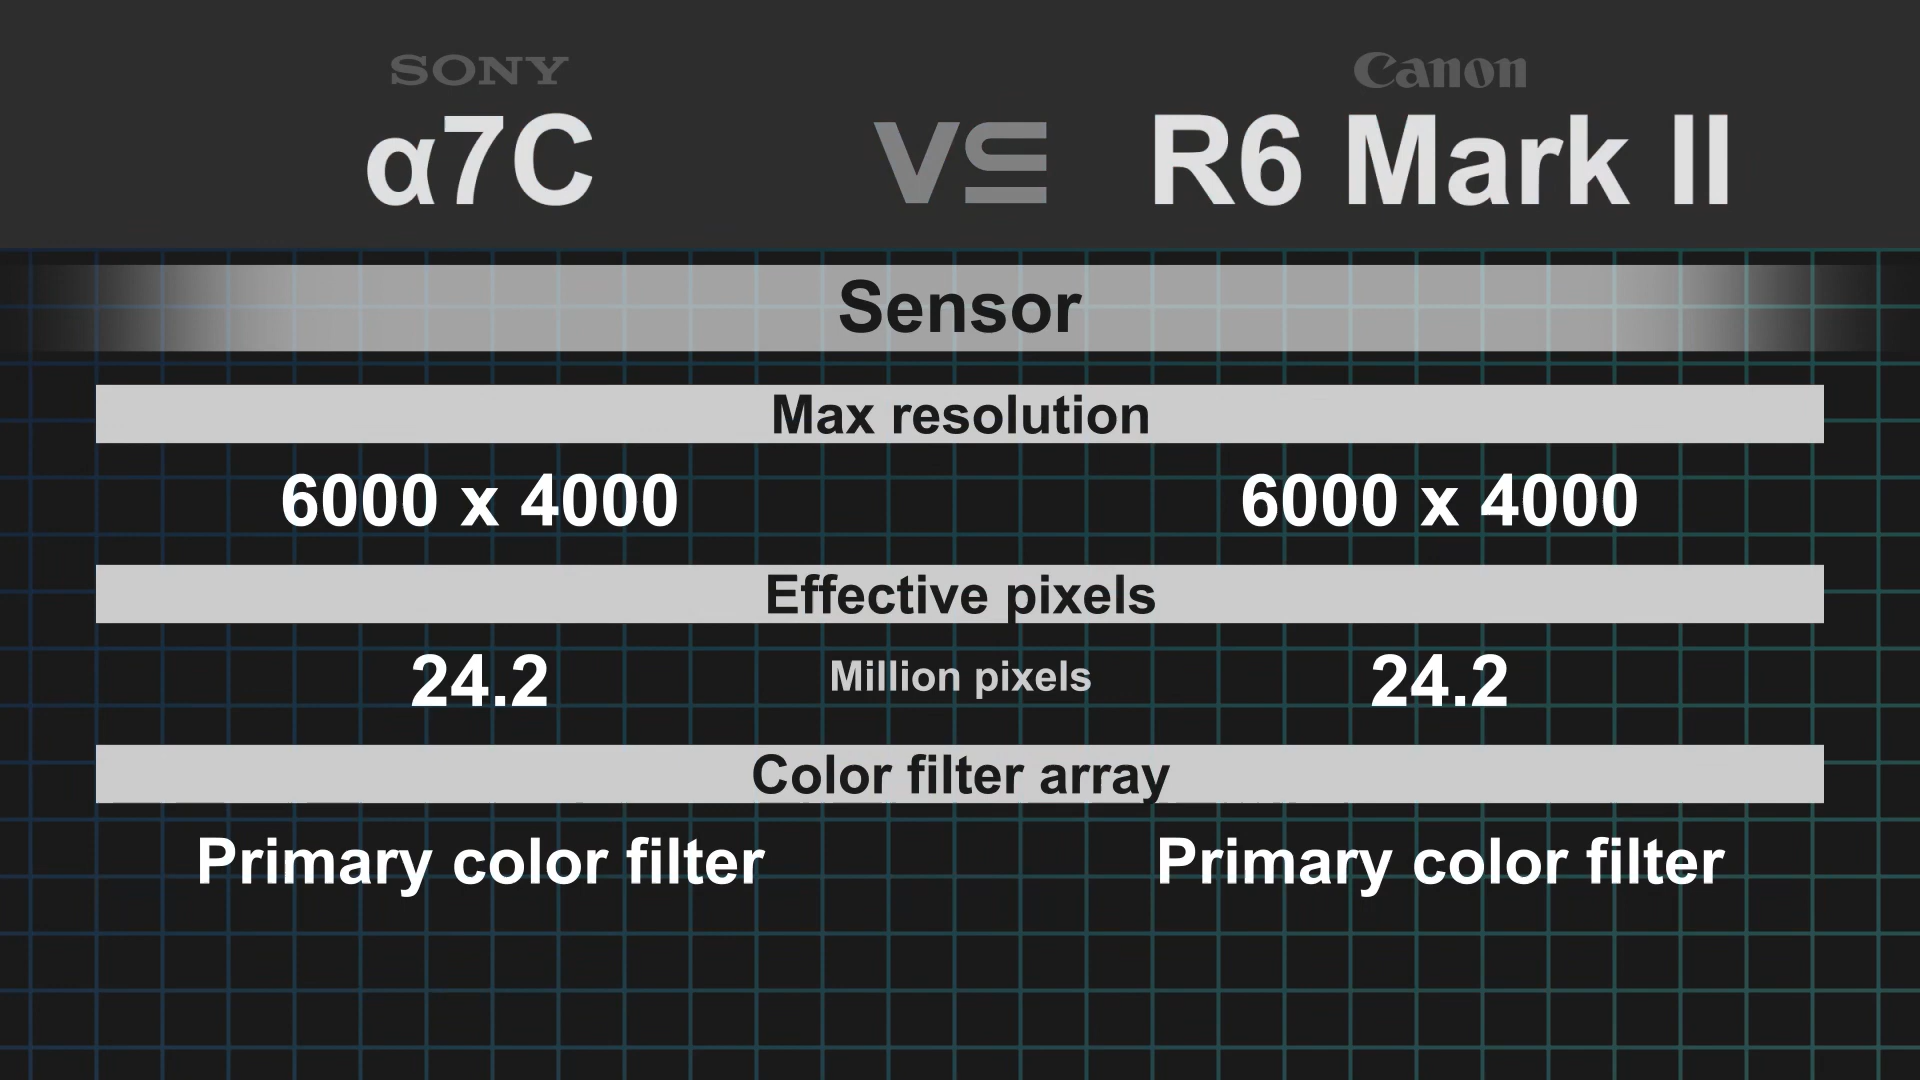 SONY
α7C
VS
Canon
R6 Mark II
Sensor
Max resolution
6000 x 4000
6000 x 4000
Effective pixels
24.2
Million pixels
24.2
Color filter array
Primary color filter
Primary color filter